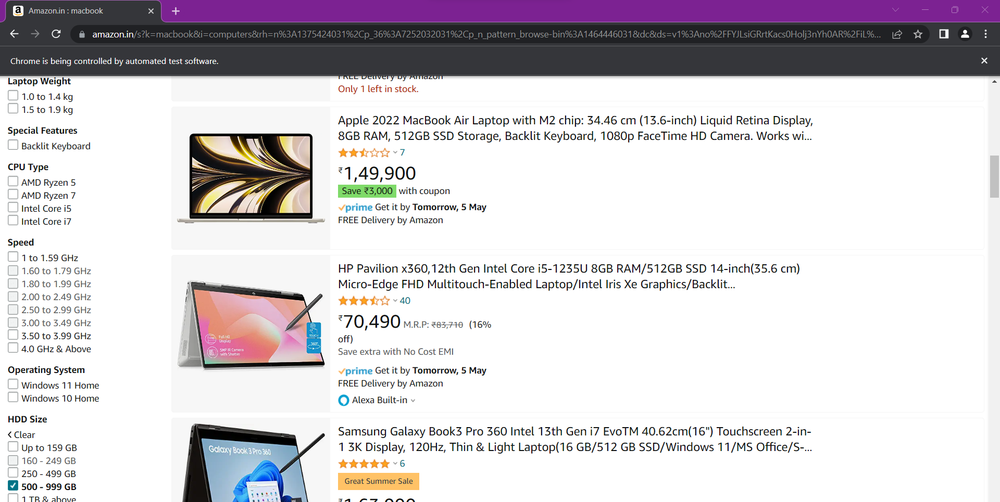 Amazon.in : macbook
amazon.in/s?k=macbook&i=computers&rh=n%3A1375424031%2Cp_36%3A7252032031%2Cp_n_pattern_browse-bin%3A1464446031&dc&ds=v1%3Ano%2FFYJLsiGRrtKacs0Holj3nYh0AR%2FiL%...
Chrome is being controlled by automated test software.
Laptop Weight
1.0 to 1.4 kg
1.5 to 1.9 kg
Special Features
Backlit Keyboard
CPU Type
AMD Ryzen 5
AMD Ryzen 7
Intel Core i5
Intel Core i7
Speed
1 to 1.59 GHz
1.60 to 1.79 GHz
1.80 to 1.99 GHz
2.00 to 2.49 GHz
2.50 to 2.99 GHz
3.00 to 3.49 GHz
3.50 to 3.99 GHz
4.0 GHz & Above
Operating System
Windows 11 Home
Windows 10 Home
HDD Size
Clear
Up to 159 GB
160 - 249 GB
250 - 499 GB
500 - 999 GB
1 TB & above
FREE Delivery by Amazon
Only 1 left in stock.
Apple 2022 MacBook Air Laptop with M2 chip: 34.46 cm (13.6-inch) Liquid Retina Display,
8GB RAM, 512GB SSD Storage, Backlit Keyboard, 1080p FaceTime HD Camera. Works wi...
7
₹1,49,900
Save ₹3,000 with coupon
prime Get it by Tomorrow, 5 May
FREE Delivery by Amazon
TOUCH
360°
Full HD
Display
5MP IR Camera
with Shutter
HP Pavilion x360,12th Gen Intel Core i5-1235U 8GB RAM/512GB SSD 14-inch(35.6 cm)
Micro-Edge FHD Multitouch-Enabled Laptop/Intel Iris Xe Graphics/Backlit...
40
₹70,490 M.R.P: ₹83,710 (16%
off)
Save extra with No Cost EMI
prime Get it by Tomorrow, 5 May
FREE Delivery by Amazon
Alexa Built-in
Galaxy Book3 Pro 360
Samsung Galaxy Book3 Pro 360 Intel 13th Gen i7 EvoTM 40.62cm(16") Touchscreen 2-in-
1 3K Display, 120Hz, Thin & Light Laptop(16 GB/512 GB SSD/Windows 11/MS Office/S-...
6
Great Summer Sale